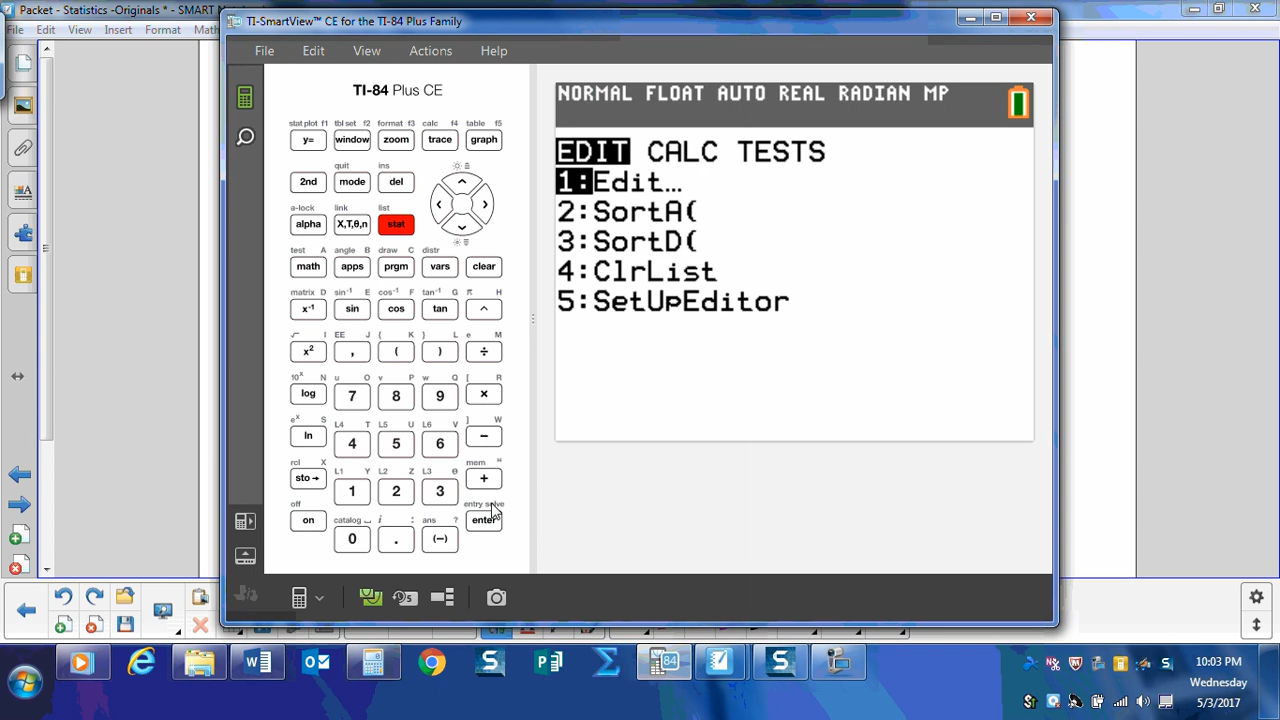 Packet - Statistics -Originals * - SMART
File Edit View Insert Format Math
TI-SmartView™ CE for the TI-84 Plus Family
File Edit View Actions Help
TI-84 Plus CE
stat plot f1 tbl set f2 format f3 calc f4 table f5
y= window zoom trace graph
quit ins
2nd mode del
a-lock link list
alpha X,T,θ,n stat
test A angle B draw C distr
math apps prgm vars clear
matrix D sin⁻¹ E cos⁻¹ F tan⁻¹ G π H
x⁻¹ sin cos tan ^
√ I EE J { K } L e M
x² , ( ) ÷
10ˣ N u O v P w Q [ R
log 7 8 9 ×
eˣ S L4 T L5 U L6 V ] W
ln 4 5 6 −
rcl X L1 Y L2 Z L3 θ mem "
sto→ 1 2 3 +
off catalog i : ans ? entry solve
on 0 . (−) enter
NORMAL FLOAT AUTO REAL RADIAN MP
EDIT CALC TESTS
1:Edit…
2:SortA(
3:SortD(
4:ClrList
5:SetUpEditor
84
10:03 PM
Wednesday
5/3/2017